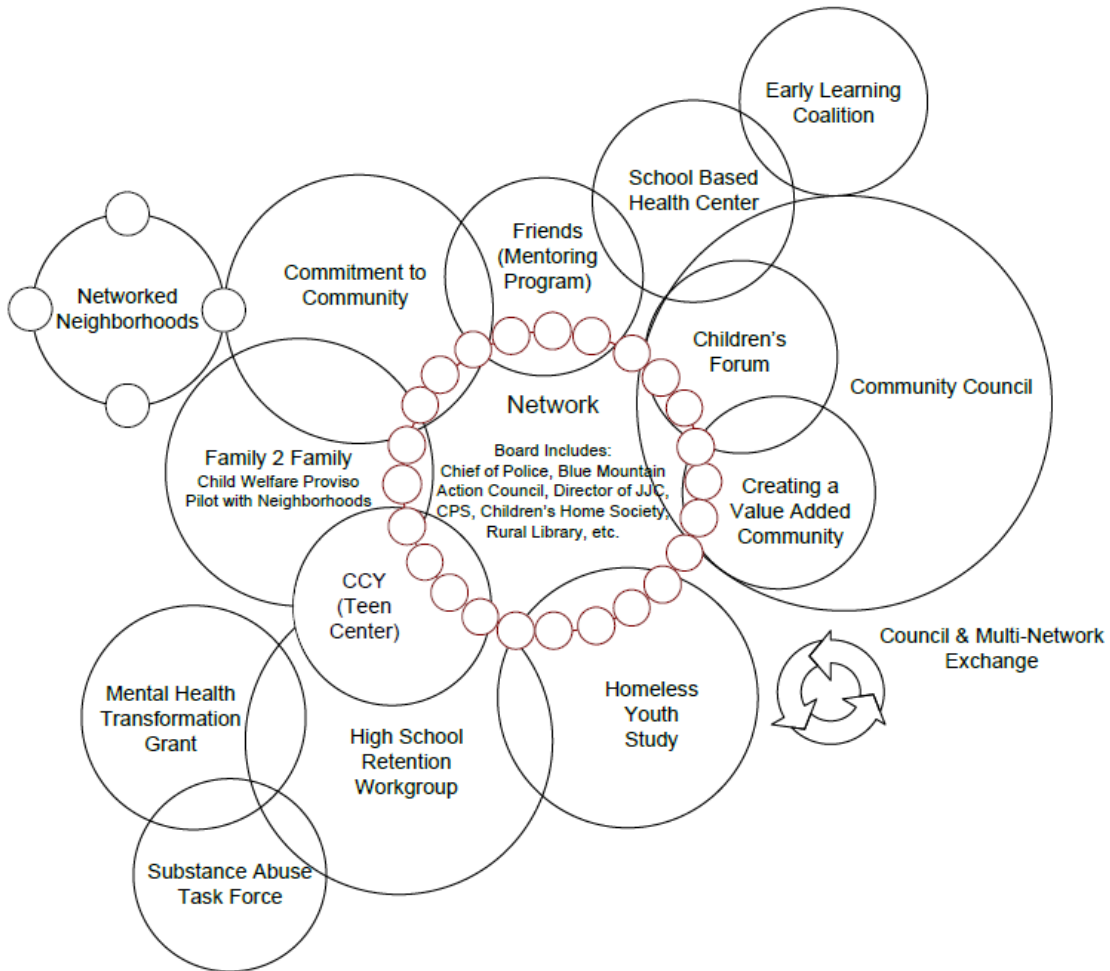 Early Learning
Coalition
School Based
Health Center
Friends
(Mentoring
Program)
Commitment to
Community
Networked
Neighborhoods
Children's
Forum
Community Council
Network
Board Includes:
Chief of Police, Blue Mountain
Action Council, Director of JJC,
CPS, Children's Home Society,
Rural Library, etc.
Family 2 Family
Child Welfare Proviso
Pilot with Neighborhoods
Creating a
Value Added
Community
CCY
(Teen
Center)
Council & Multi-Network
Exchange
Mental Health
Transformation
Grant
High School
Retention
Workgroup
Homeless
Youth
Study
Substance Abuse
Task Force